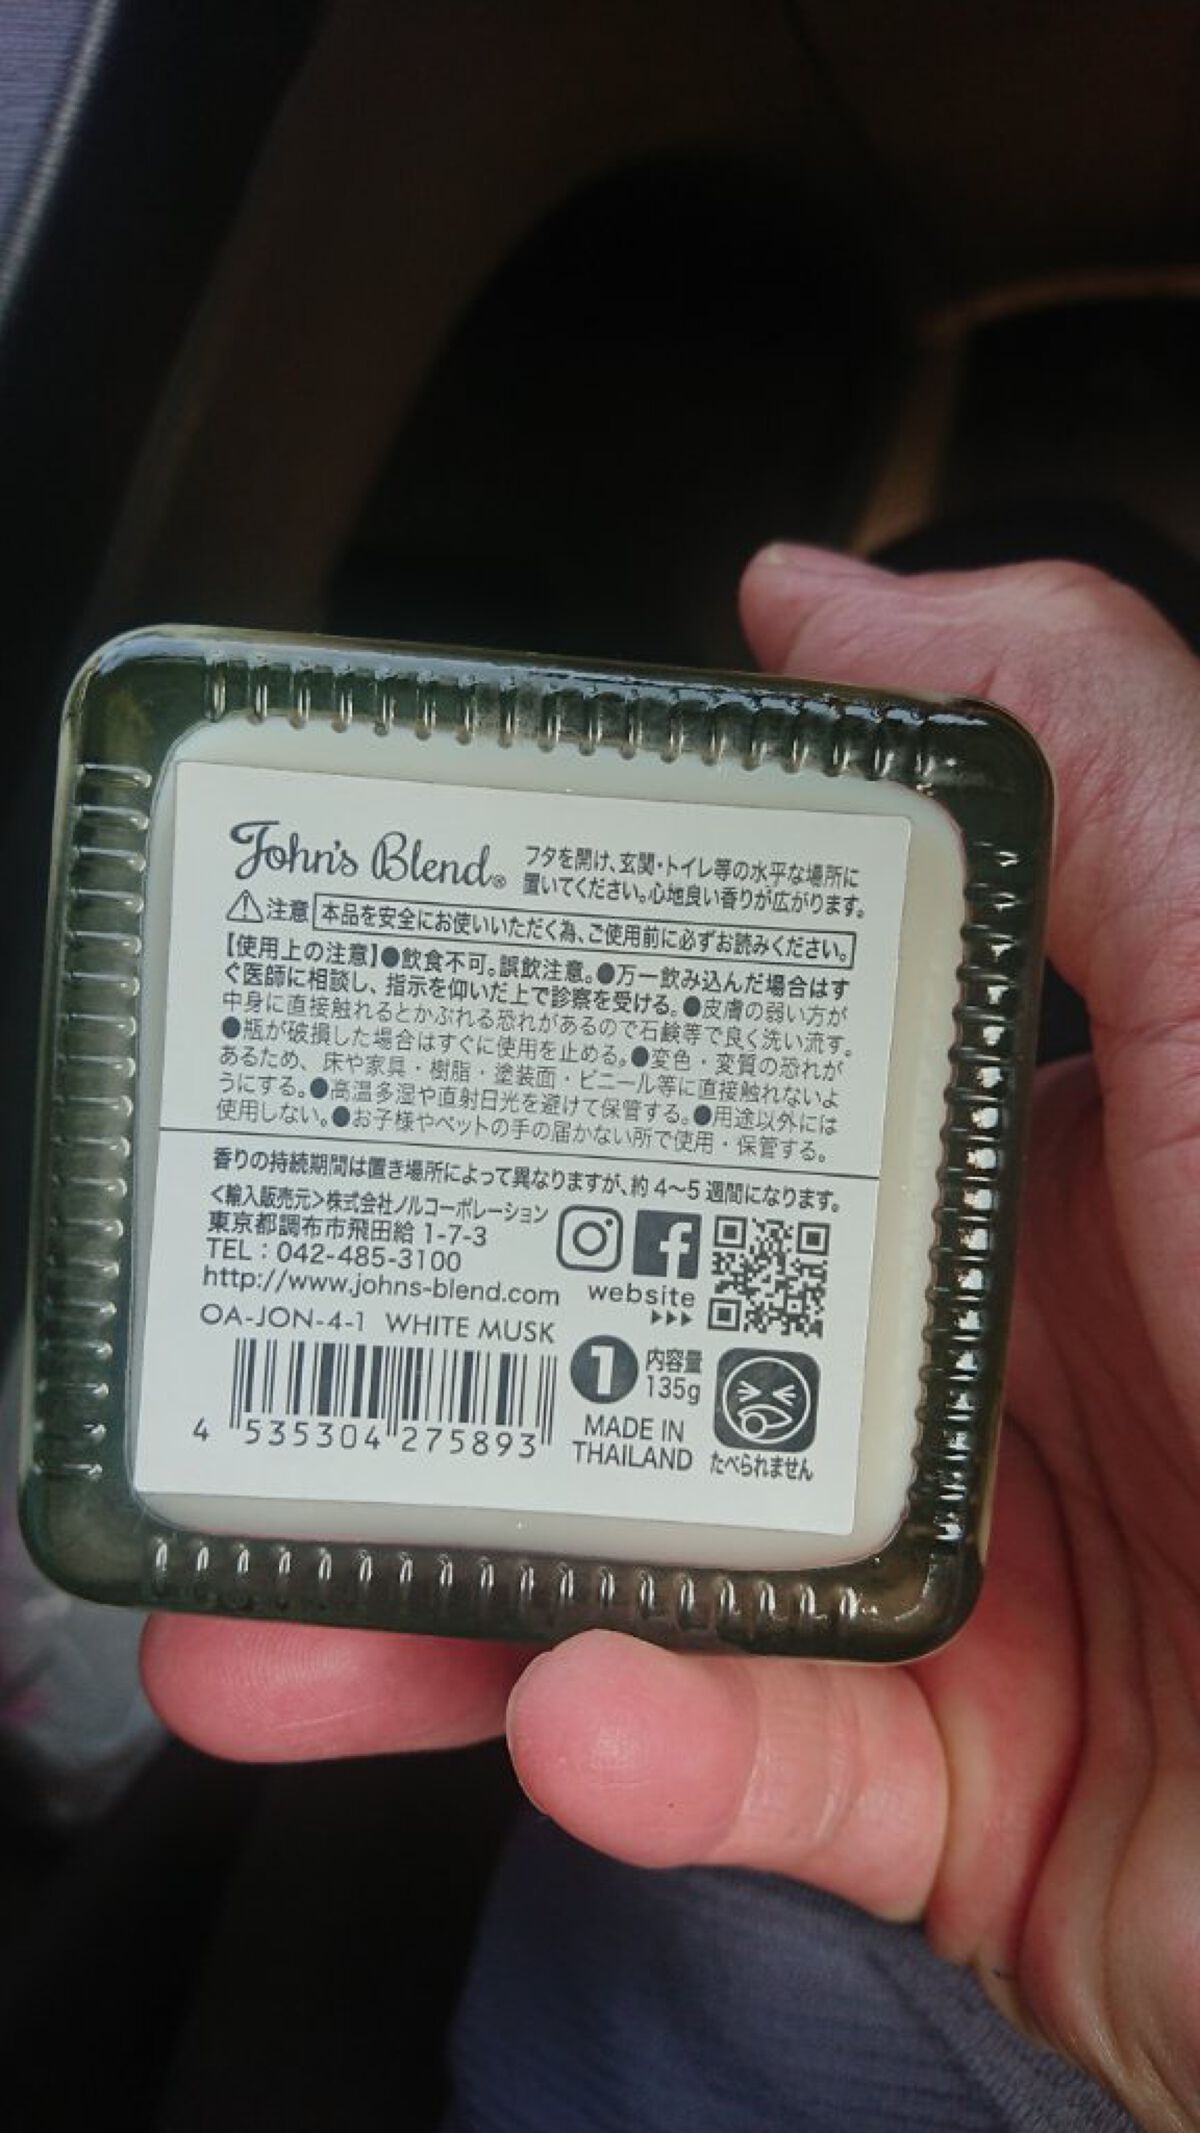 John's Blend®
フタを開け、玄関・トイレ等の水平な場所に
置いてください。心地良い香りが広がります。
注意 本品を安全にお使いいただく為、ご使用前に必ずお読みください。
【使用上の注意】●飲食不可。誤飲注意。●万一飲み込んだ場合はす
ぐ医師に相談し、指示を仰いだ上で診察を受ける。●皮膚の弱い方が
中身に直接触れるとかぶれる恐れがあるので石鹸等で良く洗い流す。
●瓶が破損した場合はすぐに使用を止める。●変色・変質の恐れが
あるため、床や家具・樹脂・塗装面・ビニール等に直接触れないよ
うにする。●高温多湿や直射日光を避けて保管する。●用途以外には
使用しない。●お子様やペットの手の届かない所で使用・保管する。
香りの持続期間は置き場所によって異なりますが、約4〜5週間になります。
<輸入販売元>株式会社ノルコーポレーション
東京都調布市飛田給 1-7-3
TEL：042-485-3100
http://www.johns-blend.com
website
OA-JON-4-1 WHITE MUSK
4 535304 275893
1
内容量
135g
MADE IN
THAILAND
たべられません